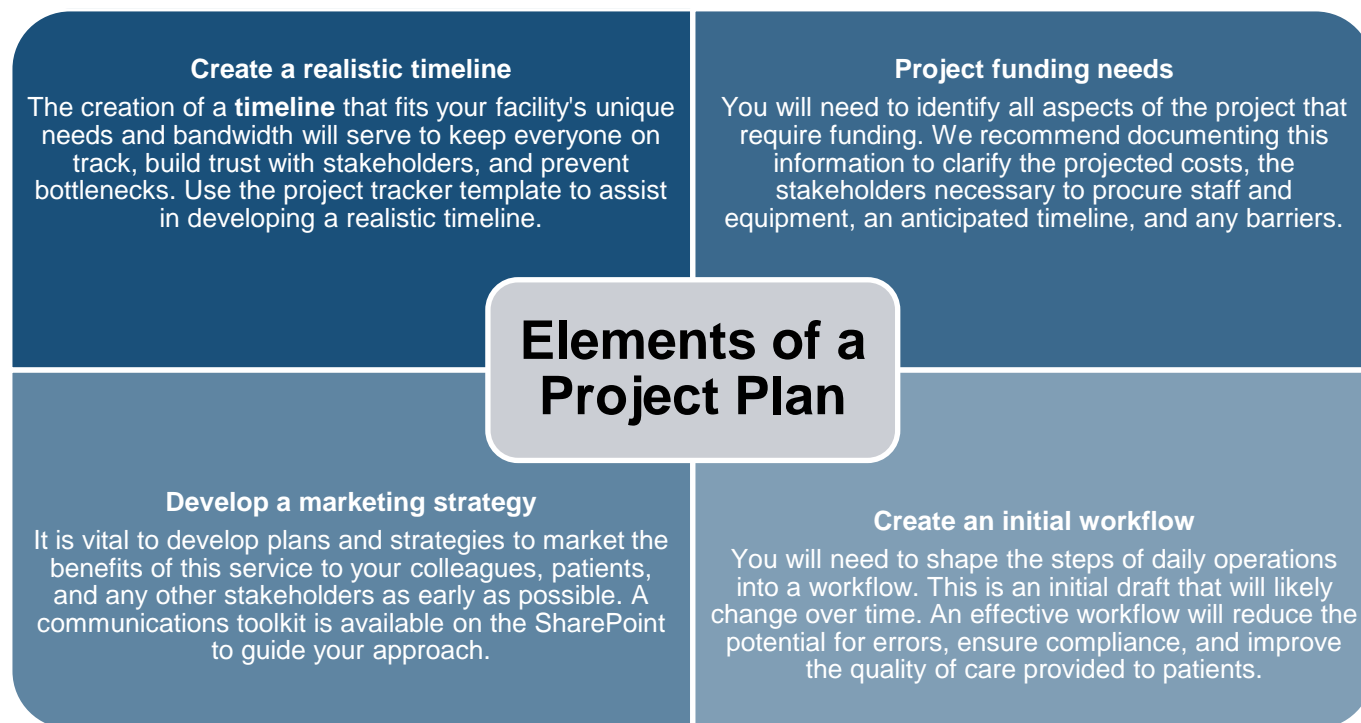 Create a realistic timeline
The creation of a timeline that fits your facility's unique
needs and bandwidth will serve to keep everyone on
track, build trust with stakeholders, and prevent
bottlenecks. Use the project tracker template to assist
in developing a realistic timeline.
Project funding needs
You will need to identify all aspects of the project that
require funding. We recommend documenting this
information to clarify the projected costs, the
stakeholders necessary to procure staff and
equipment, an anticipated timeline, and any barriers.
Elements of a
Project Plan
Develop a marketing strategy
It is vital to develop plans and strategies to market the
benefits of this service to your colleagues, patients,
and any other stakeholders as early as possible. A
communications toolkit is available on the SharePoint
to guide your approach.
Create an initial workflow
You will need to shape the steps of daily operations
into a workflow. This is an initial draft that will likely
change over time. An effective workflow will reduce the
potential for errors, ensure compliance, and improve
the quality of care provided to patients.